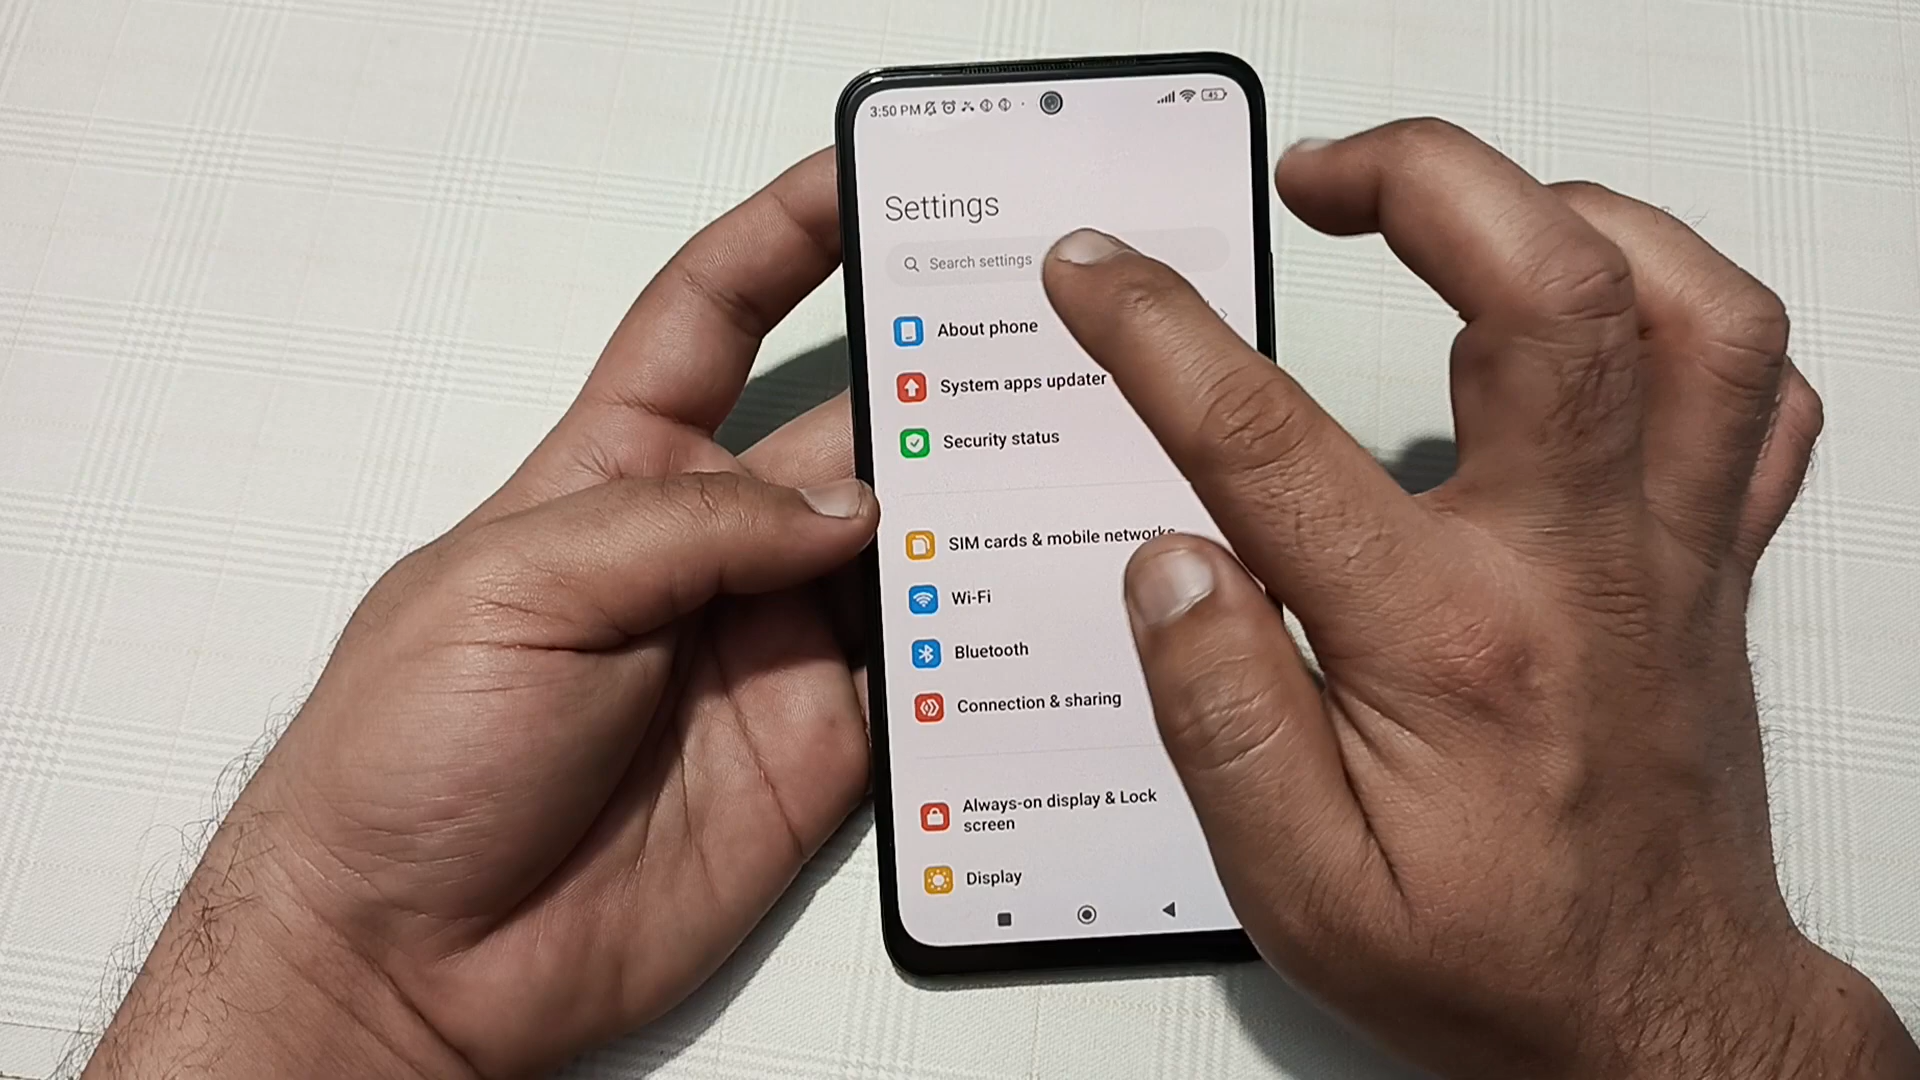 3:50 PM
45
Settings
Search settings
About phone
System apps updater
Security status
SIM cards & mobile networks
Wi-Fi
Bluetooth
Connection & sharing
Always-on display & Lock
screen
Display